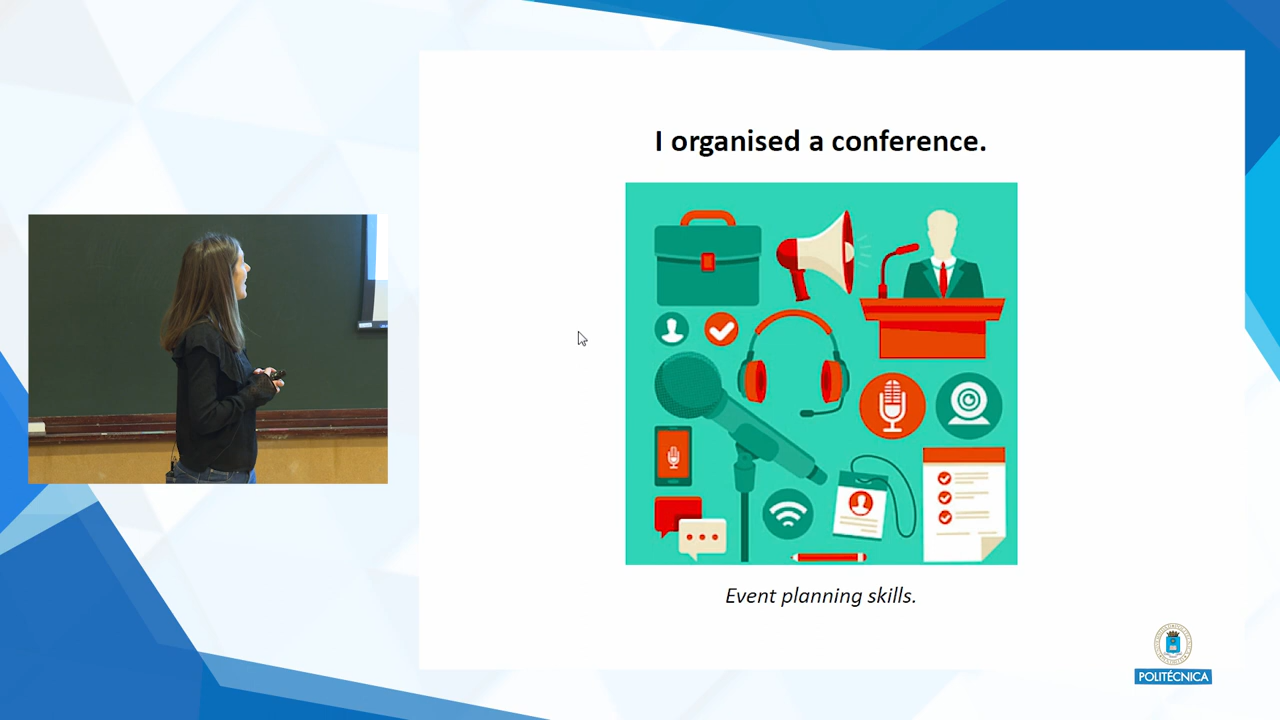 I organised a conference.
Event planning skills.
POLITÉCNICA